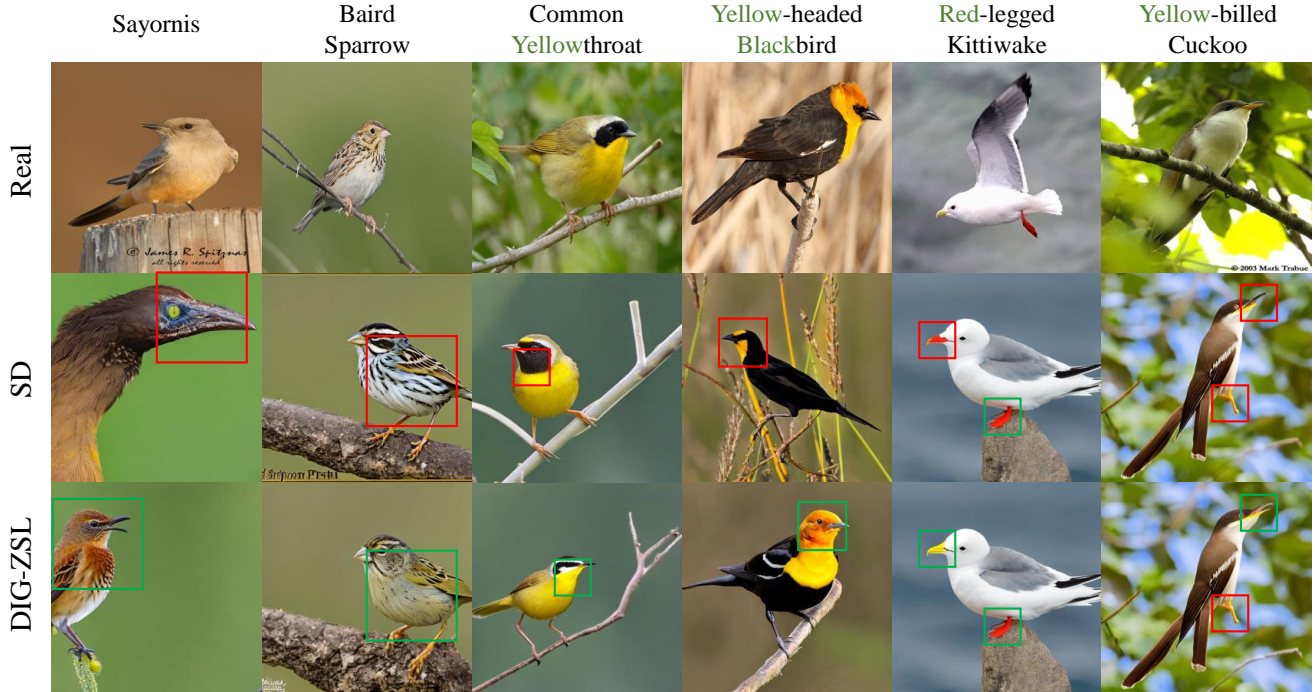 Sayornis
Baird
Sparrow
Common
Yellowthroat
Yellow-headed
Blackbird
Red-legged
Kittiwake
Yellow-billed
Cuckoo
Real
© James R. Spitznas
all rights reserved
© 2003 Mark Trabue
SD
DIG-ZSL